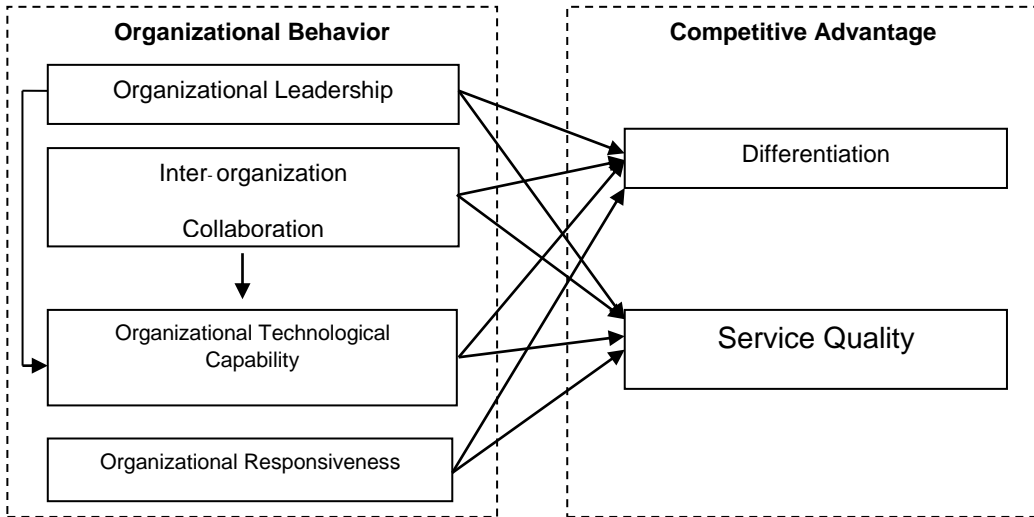 Organizational Behavior
Organizational Leadership
Inter- organization
Collaboration
Organizational Technological
Capability
Organizational Responsiveness
Competitive Advantage
Differentiation
Service Quality